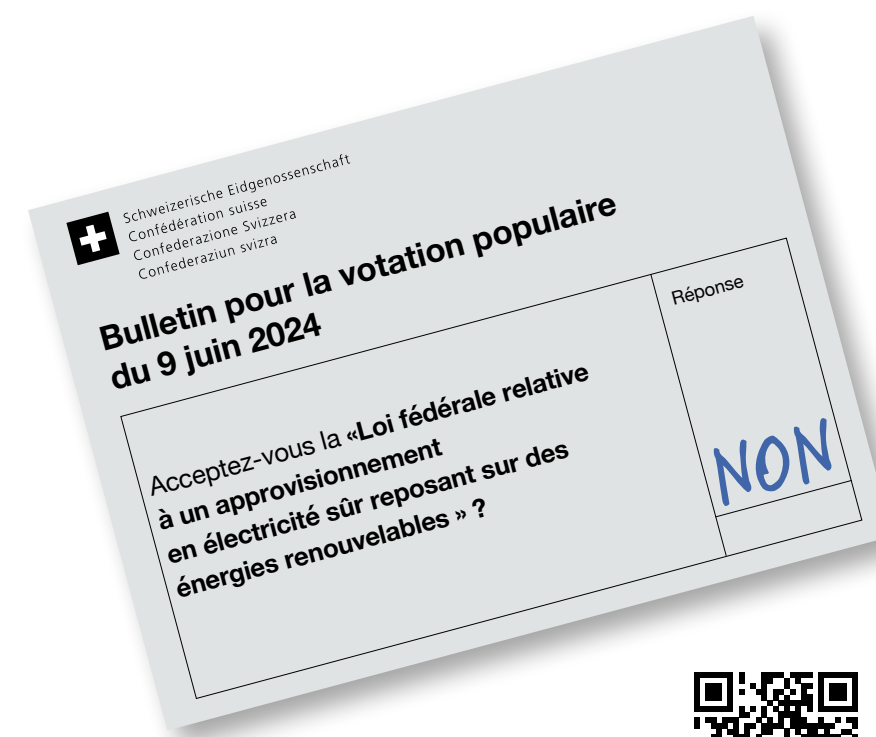 Schweizerische Eidgenossenschaft
Confédération suisse
Confederazione Svizzera
Confederaziun svizra
Bulletin pour la votation populaire
du 9 juin 2024
Réponse
Acceptez-vous la «Loi fédérale relative
à un approvisionnement
en électricité sûr reposant sur des
énergies renouvelables » ?
NON